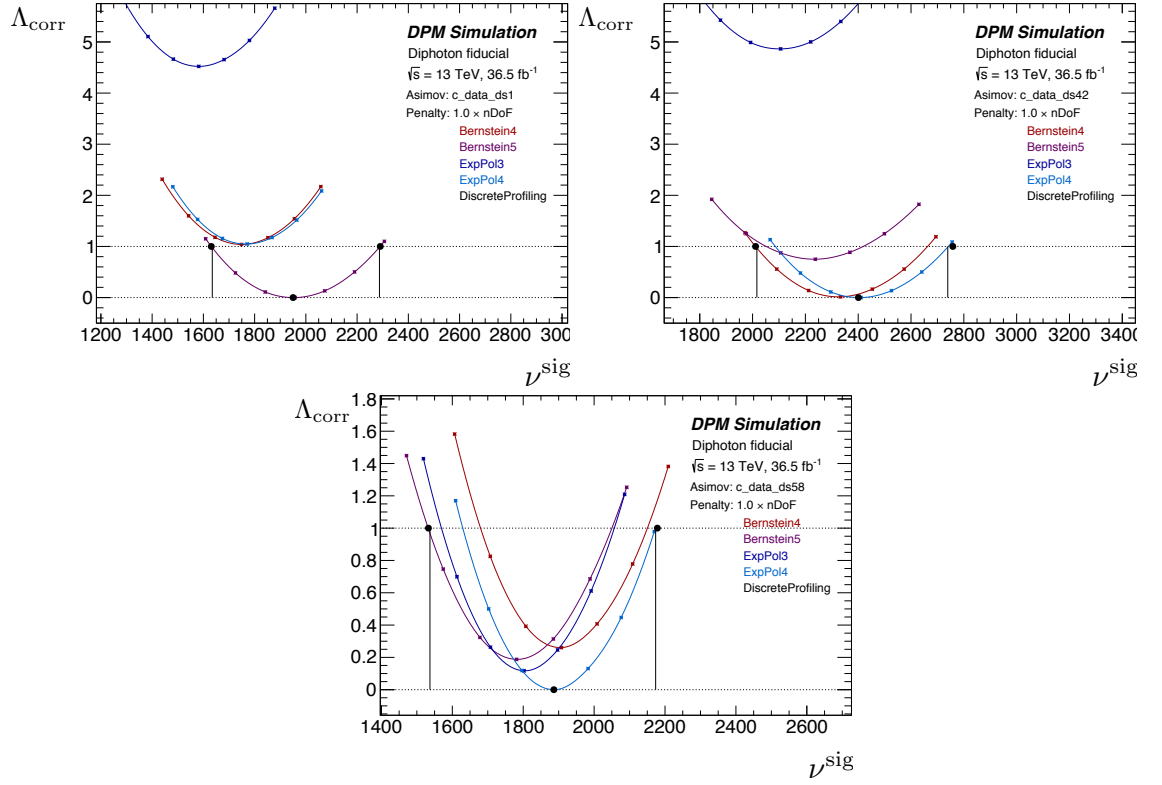 Λcorr
5
4
3
2
1
0
DPM Simulation
Diphoton fiducial
√s = 13 TeV, 36.5 fb⁻¹
Asimov: c_data_ds1
Penalty: 1.0 × nDoF
Bernstein4
Bernstein5
ExpPol3
ExpPol4
DiscreteProfiling
1200 1400 1600 1800 2000 2200 2400 2600 2800 300
νsig
Λcorr
5
4
3
2
1
0
DPM Simulation
Diphoton fiducial
√s = 13 TeV, 36.5 fb⁻¹
Asimov: c_data_ds42
Penalty: 1.0 × nDoF
Bernstein4
Bernstein5
ExpPol3
ExpPol4
DiscreteProfiling
1800 2000 2200 2400 2600 2800 3000 3200 340
νsig
Λcorr
1.8
1.6
1.4
1.2
1
0.8
0.6
0.4
0.2
0
DPM Simulation
Diphoton fiducial
√s = 13 TeV, 36.5 fb⁻¹
Asimov: c_data_ds58
Penalty: 1.0 × nDoF
Bernstein4
Bernstein5
ExpPol3
ExpPol4
DiscreteProfiling
1400 1600 1800 2000 2200 2400 2600
νsig